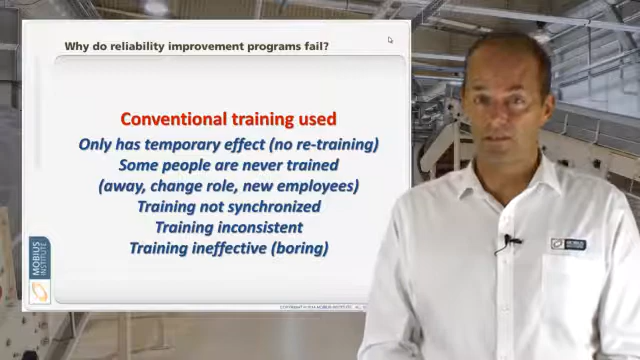 Why do reliability improvement programs fail?
Conventional training used
Only has temporary effect (no re-training)
Some people are never trained
(away, change role, new employees)
Training not synchronized
Training inconsistent
Training ineffective (boring)
MOBIUS
INSTITUTE
MOBIUS